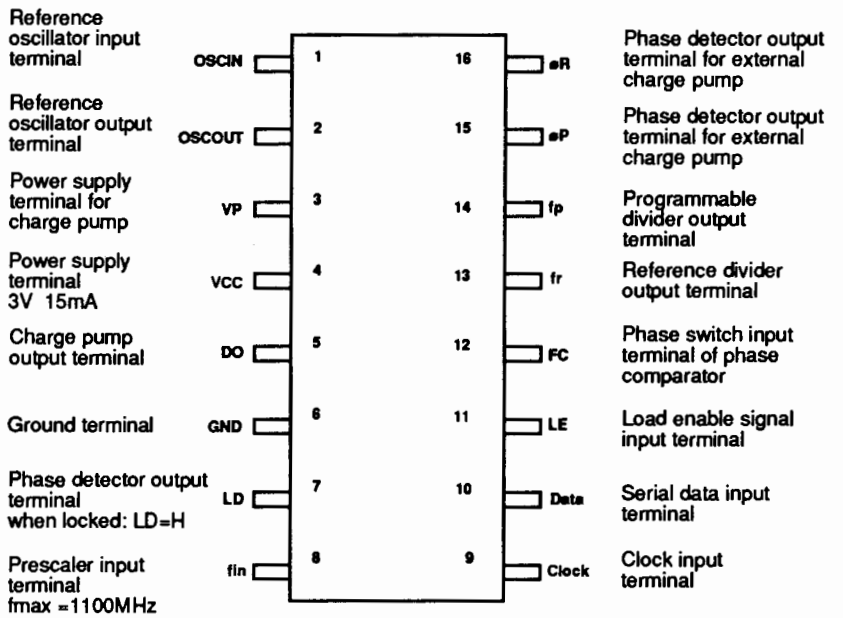 Reference
oscillator input
terminal
OSCIN
1
16
øR
Phase detector output
terminal for external
charge pump
Reference
oscillator output
terminal
OSCOUT
2
15
øP
Phase detector output
terminal for external
charge pump
Power supply
terminal for
charge pump
VP
3
14
fp
Programmable
divider output
terminal
Power supply
terminal
3V 15mA
VCC
4
13
fr
Reference divider
output terminal
Charge pump
output terminal
DO
5
12
FC
Phase switch input
terminal of phase
comparator
Ground terminal
GND
6
11
LE
Load enable signal
input terminal
Phase detector output
terminal
when locked: LD=H
LD
7
10
Data
Serial data input
terminal
Prescaler input
terminal
fmax =1100MHz
fin
8
9
Clock
Clock input
terminal